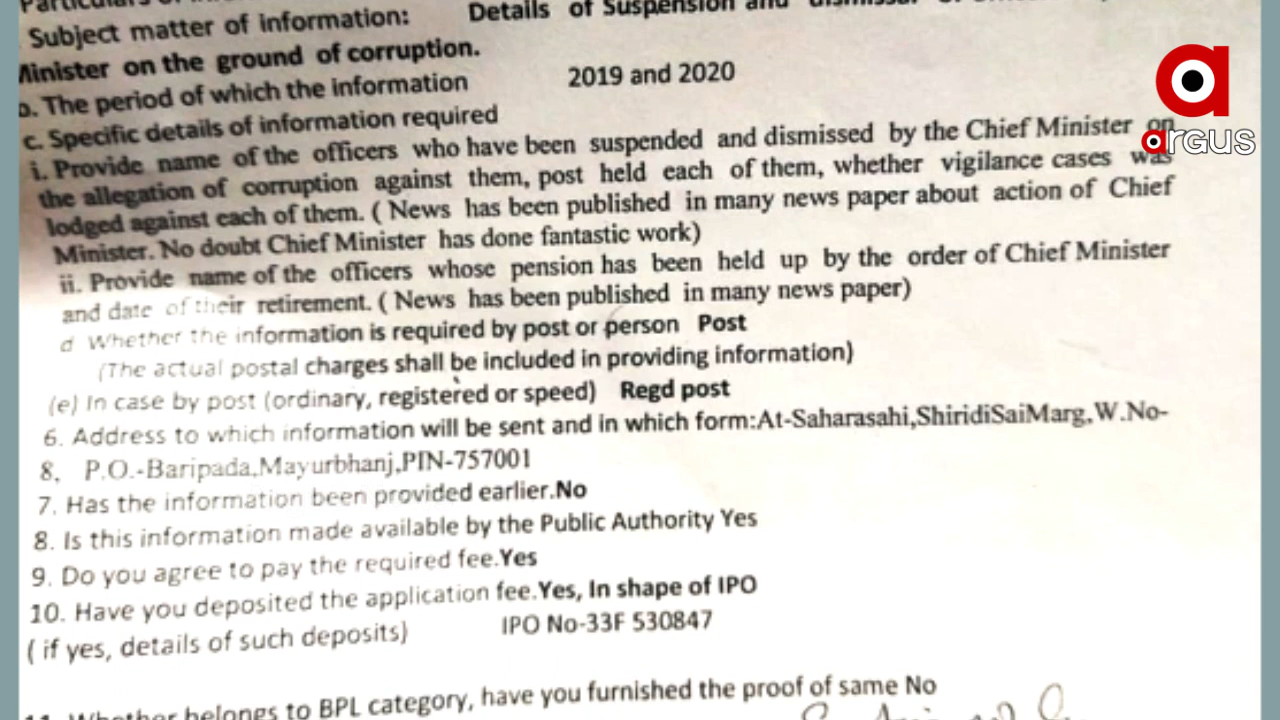 Particulars of
Subject matter of information: Details of Suspension and
Minister on the ground of corruption.
b. The period of which the information 2019 and 2020
c. Specific details of information required
i. Provide name of the officers who have been suspended and dismissed by the Chief Minister on
the allegation of corruption against them, post held each of them, whether vigilance cases was
lodged against each of them. ( News has been published in many news paper about action of Chief
Minister. No doubt Chief Minister has done fantastic work)
ii. Provide name of the officers whose pension has been held up by the order of Chief Minister
and date of their retirement. ( News has been published in many news paper)
d Whether the information is required by post or person Post
(The actual postal charges shall be included in providing information)
(e) In case by post (ordinary, registered or speed) Regd post
6. Address to which information will be sent and in which form:At-Saharasahi,ShiridiSaiMarg,W.No-
8, P.O.-Baripada,Mayurbhanj,PIN-757001
7. Has the information been provided earlier.No
8. Is this information made available by the Public Authority Yes
9. Do you agree to pay the required fee.Yes
10. Have you deposited the application fee.Yes, In shape of IPO
( if yes, details of such deposits) IPO No-33F 530847
11. Whether belongs to BPL category, have you furnished the proof of same No
a
argus